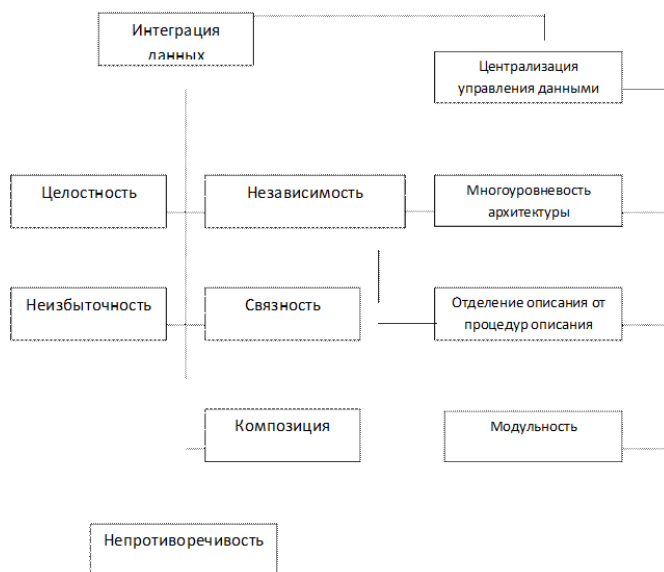 Интеграция
данных
Централизация
управления данными
Целостность
Независимость
Многоуровневость
архитектуры
Неизбыточность
Связность
Отделение описания от
процедур описания
Композиция
Модульность
Непротиворечивость